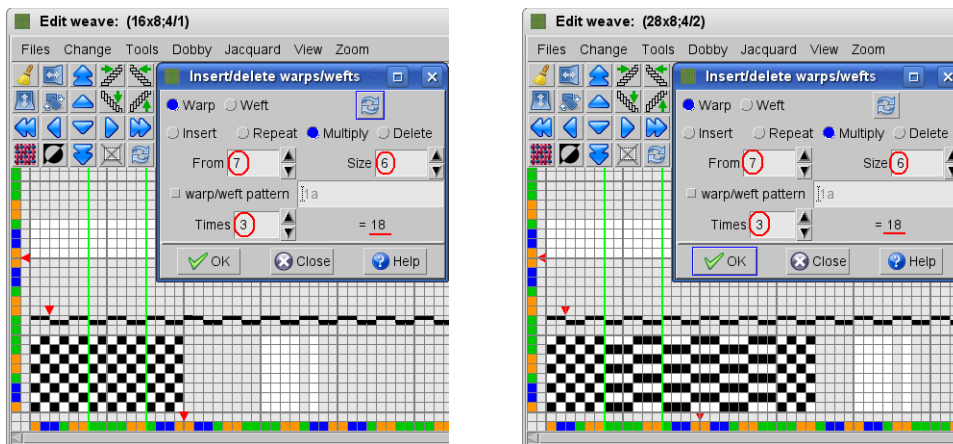 Edit weave: (16x8;4/1)
Files Change Tools Dobby Jacquard View Zoom
Insert/delete warps/wefts
Warp Weft
Insert Repeat Multiply Delete
From 7 Size 6
warp/weft pattern 1a
Times 3 = 18
OK Close Help
Edit weave: (28x8;4/2)
Files Change Tools Dobby Jacquard View Zoom
Insert/delete warps/wefts
Warp Weft
Insert Repeat Multiply Delete
From 7 Size 6
warp/weft pattern 1a
Times 3 = 18
OK Close Help